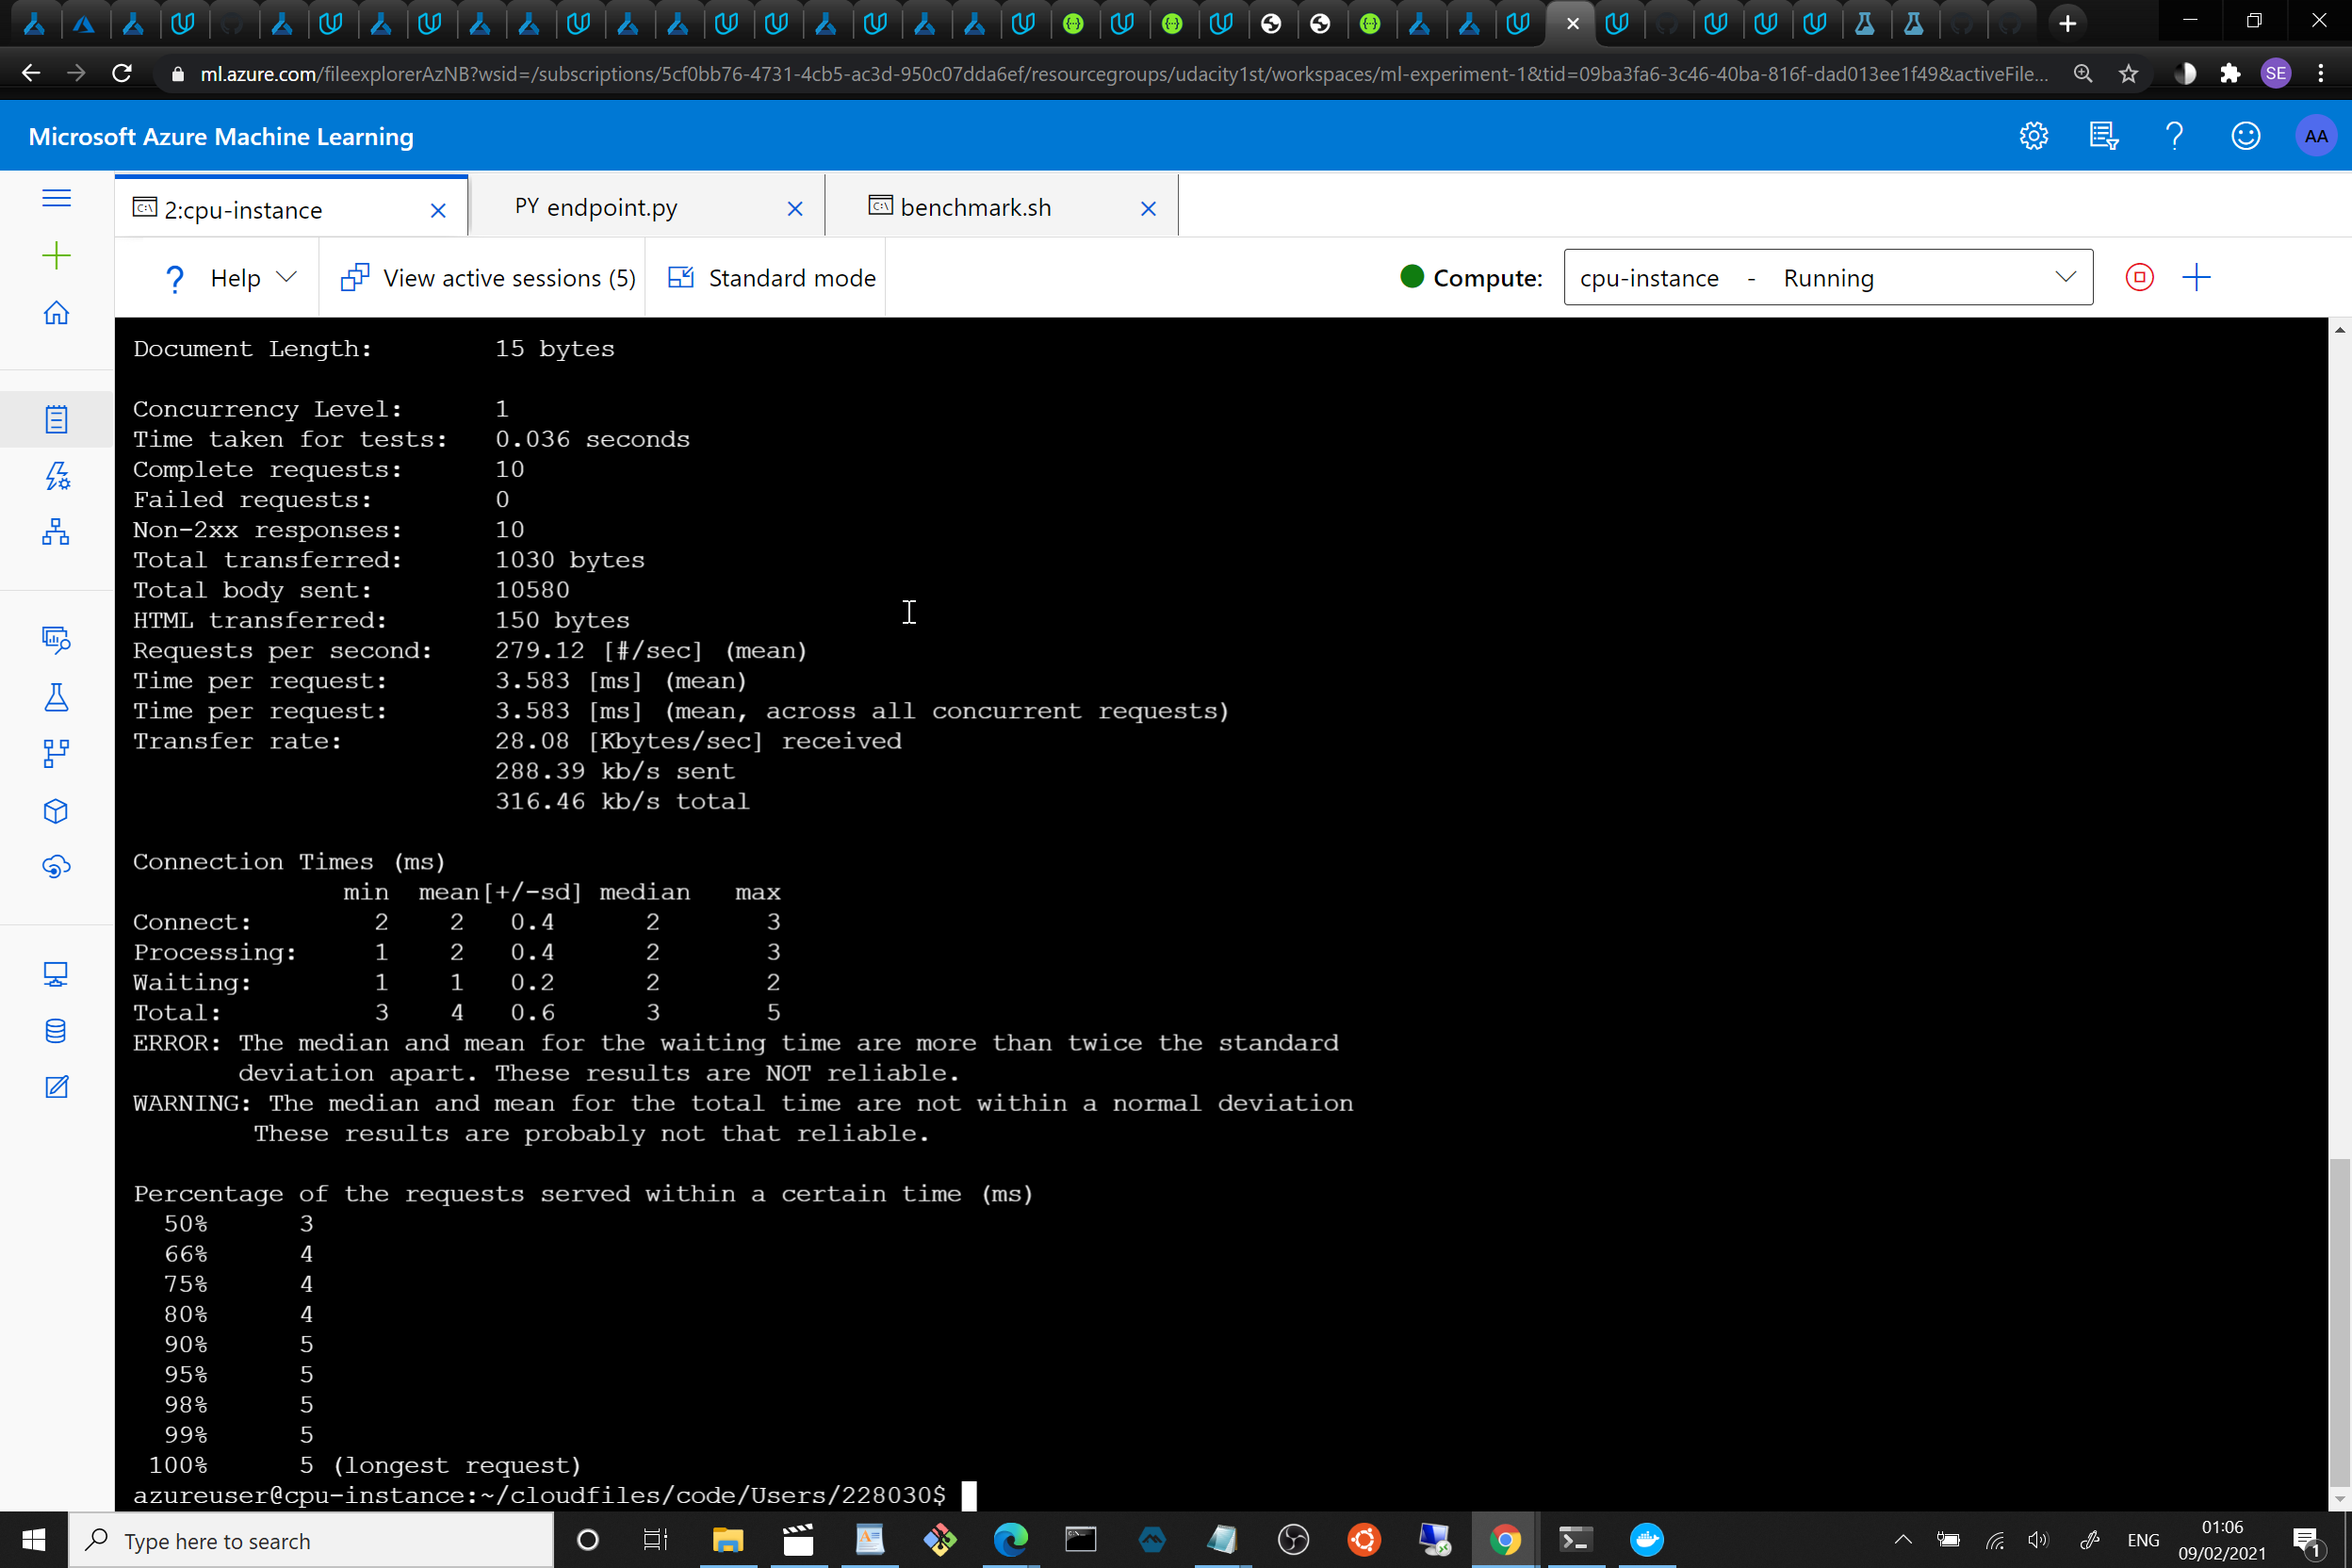 ml.azure.com/fileexplorerAzNB?wsid=/subscriptions/5cf0bb76-4731-4cb5-ac3d-950c07dda6ef/resourcegroups/udacity1st/workspaces/ml-experiment-1&tid=09ba3fa6-3c46-40ba-816f-dad013ee1f49&activeFile...
SE
Microsoft Azure Machine Learning
AA
2:cpu-instance
PY endpoint.py
benchmark.sh
? Help
View active sessions (5)
Standard mode
Compute:
cpu-instance - Running
Document Length: 15 bytes
Concurrency Level: 1
Time taken for tests: 0.036 seconds
Complete requests: 10
Failed requests: 0
Non-2xx responses: 10
Total transferred: 1030 bytes
Total body sent: 10580
HTML transferred: 150 bytes
Requests per second: 279.12 [#/sec] (mean)
Time per request: 3.583 [ms] (mean)
Time per request: 3.583 [ms] (mean, across all concurrent requests)
Transfer rate: 28.08 [Kbytes/sec] received
288.39 kb/s sent
316.46 kb/s total
Connection Times (ms)
min mean[+/-sd] median max
Connect: 2 2 0.4 2 3
Processing: 1 2 0.4 2 3
Waiting: 1 1 0.2 2 2
Total: 3 4 0.6 3 5
ERROR: The median and mean for the waiting time are more than twice the standard
deviation apart. These results are NOT reliable.
WARNING: The median and mean for the total time are not within a normal deviation
These results are probably not that reliable.
Percentage of the requests served within a certain time (ms)
50% 3
66% 4
75% 4
80% 4
90% 5
95% 5
98% 5
99% 5
100% 5 (longest request)
azureuser@cpu-instance:~/cloudfiles/code/Users/228030$
Type here to search
ENG
01:06
09/02/2021
1